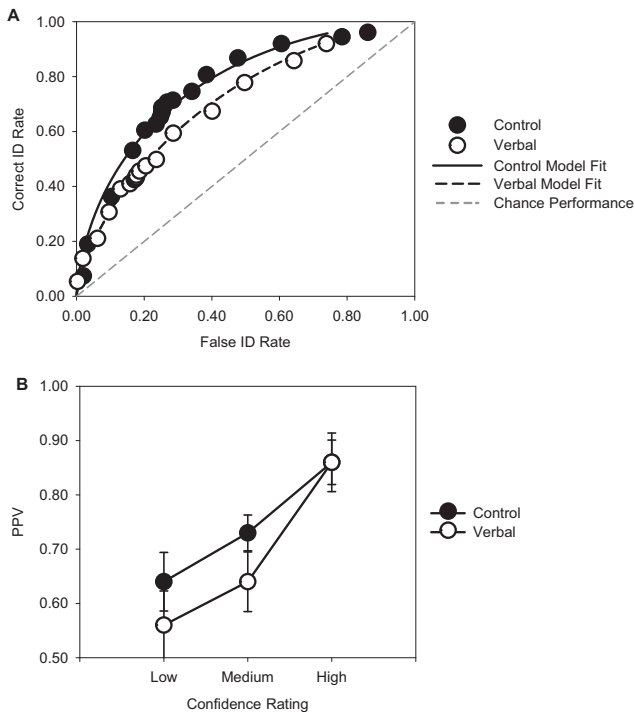 A
1.00
0.80
0.60
0.40
0.20
0.00
Correct ID Rate
0.00 0.20 0.40 0.60 0.80 1.00
False ID Rate
Control
Verbal
Control Model Fit
Verbal Model Fit
Chance Performance
B
1.00
0.90
0.80
0.70
0.60
0.50
PPV
Low Medium High
Confidence Rating
Control
Verbal